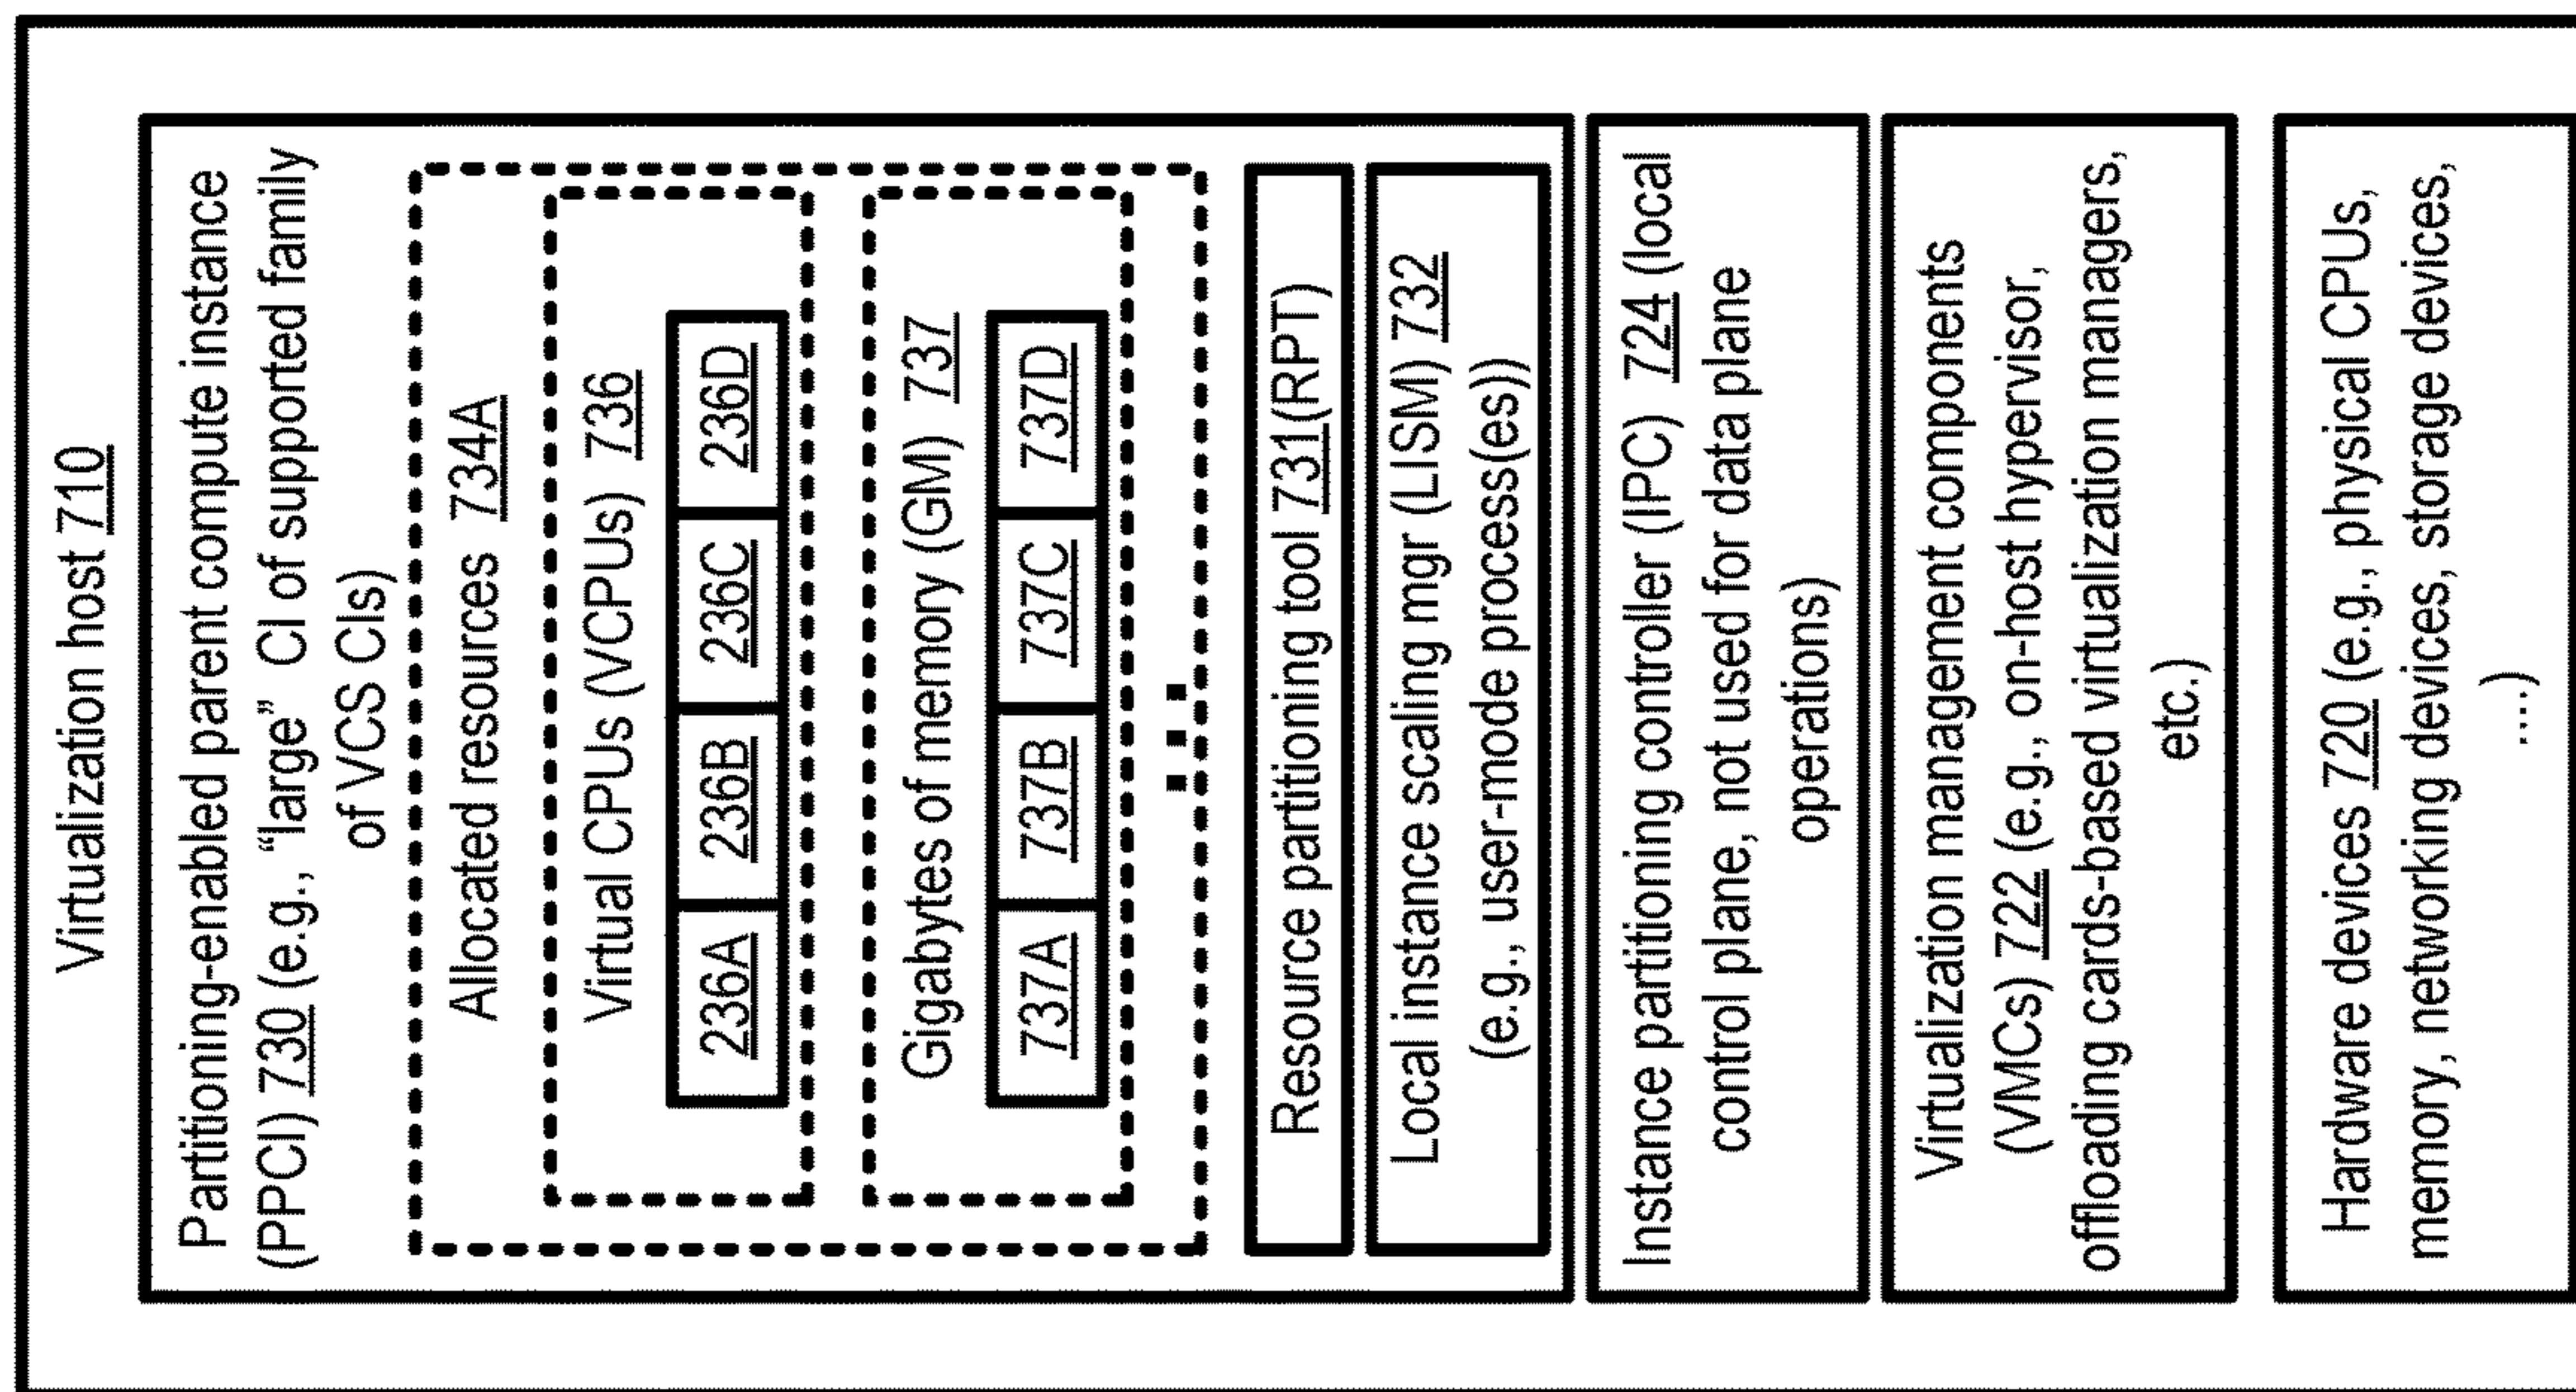 Virtualization host 710
Partitioning-enabled parent compute instance
(PPCI) 730 (e.g., “large” CI of supported family
of VCS CIs)
Allocated resources 734A
Virtual CPUs (VCPUs) 736
236A 236B 236C 236D
Gigabytes of memory (GM) 737
737A 737B 737C 737D
...
Resource partitioning tool 731(RPT)
Local instance scaling mgr (LISM) 732
(e.g., user-mode process(es))
Instance partitioning controller (IPC) 724 (local
control plane, not used for data plane
operations)
Virtualization management components
(VMCs) 722 (e.g., on-host hypervisor,
offloading cards-based virtualization managers,
etc.)
Hardware devices 720 (e.g., physical CPUs,
memory, networking devices, storage devices,
....)